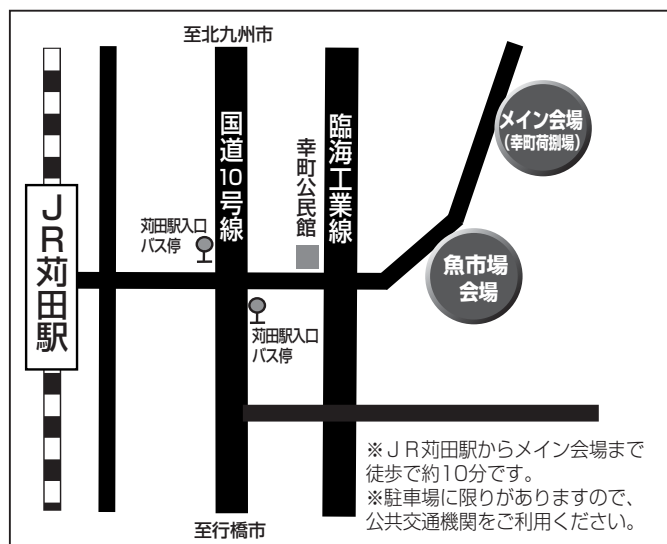 至北九州市
メイン会場
(幸町荷捌場)
国道10号線
臨海工業線
幸町公民館
JR苅田駅
苅田駅入口
バス停
魚市場
会場
苅田駅入口
バス停
※JR苅田駅からメイン会場まで
徒歩で約10分です。
※駐車場に限りがありますので、
公共交通機関をご利用ください。
至行橋市